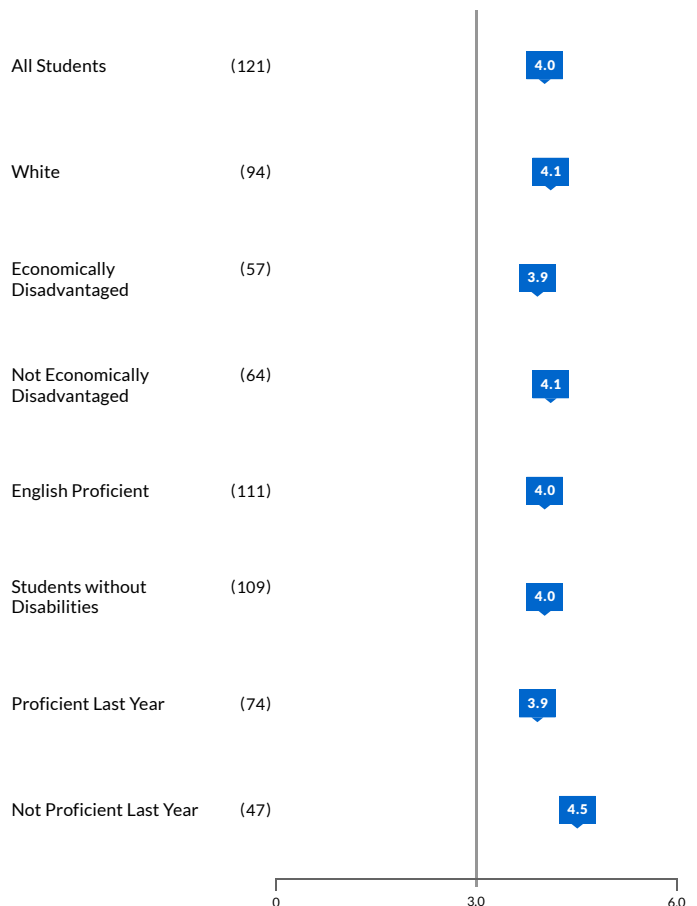 All Students (121) 4.0
White (94) 4.1
Economically (57) 3.9
Disadvantaged
Not Economically (64) 4.1
Disadvantaged
English Proficient (111) 4.0
Students without (109) 4.0
Disabilities
Proficient Last Year (74) 3.9
Not Proficient Last Year (47) 4.5
0 3.0 6.0